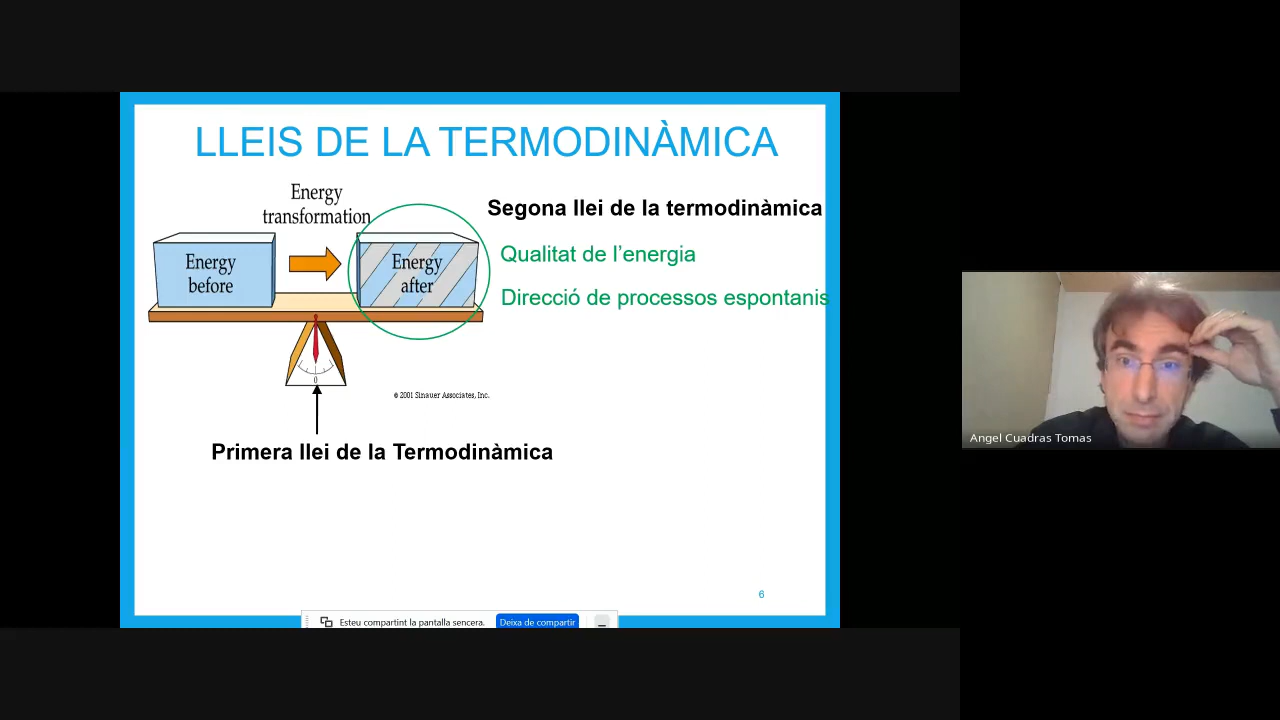 LLEIS DE LA TERMODINÀMICA
Energy
transformation
Segona llei de la termodinàmica
Qualitat de l’energia
Direcció de processos espontanis
Energy
before
Energy
after
0
© 2001 Sinauer Associates, Inc.
Primera llei de la Termodinàmica
6
Esteu compartint la pantalla sencera.
Deixa de compartir
Angel Cuadras Tomas